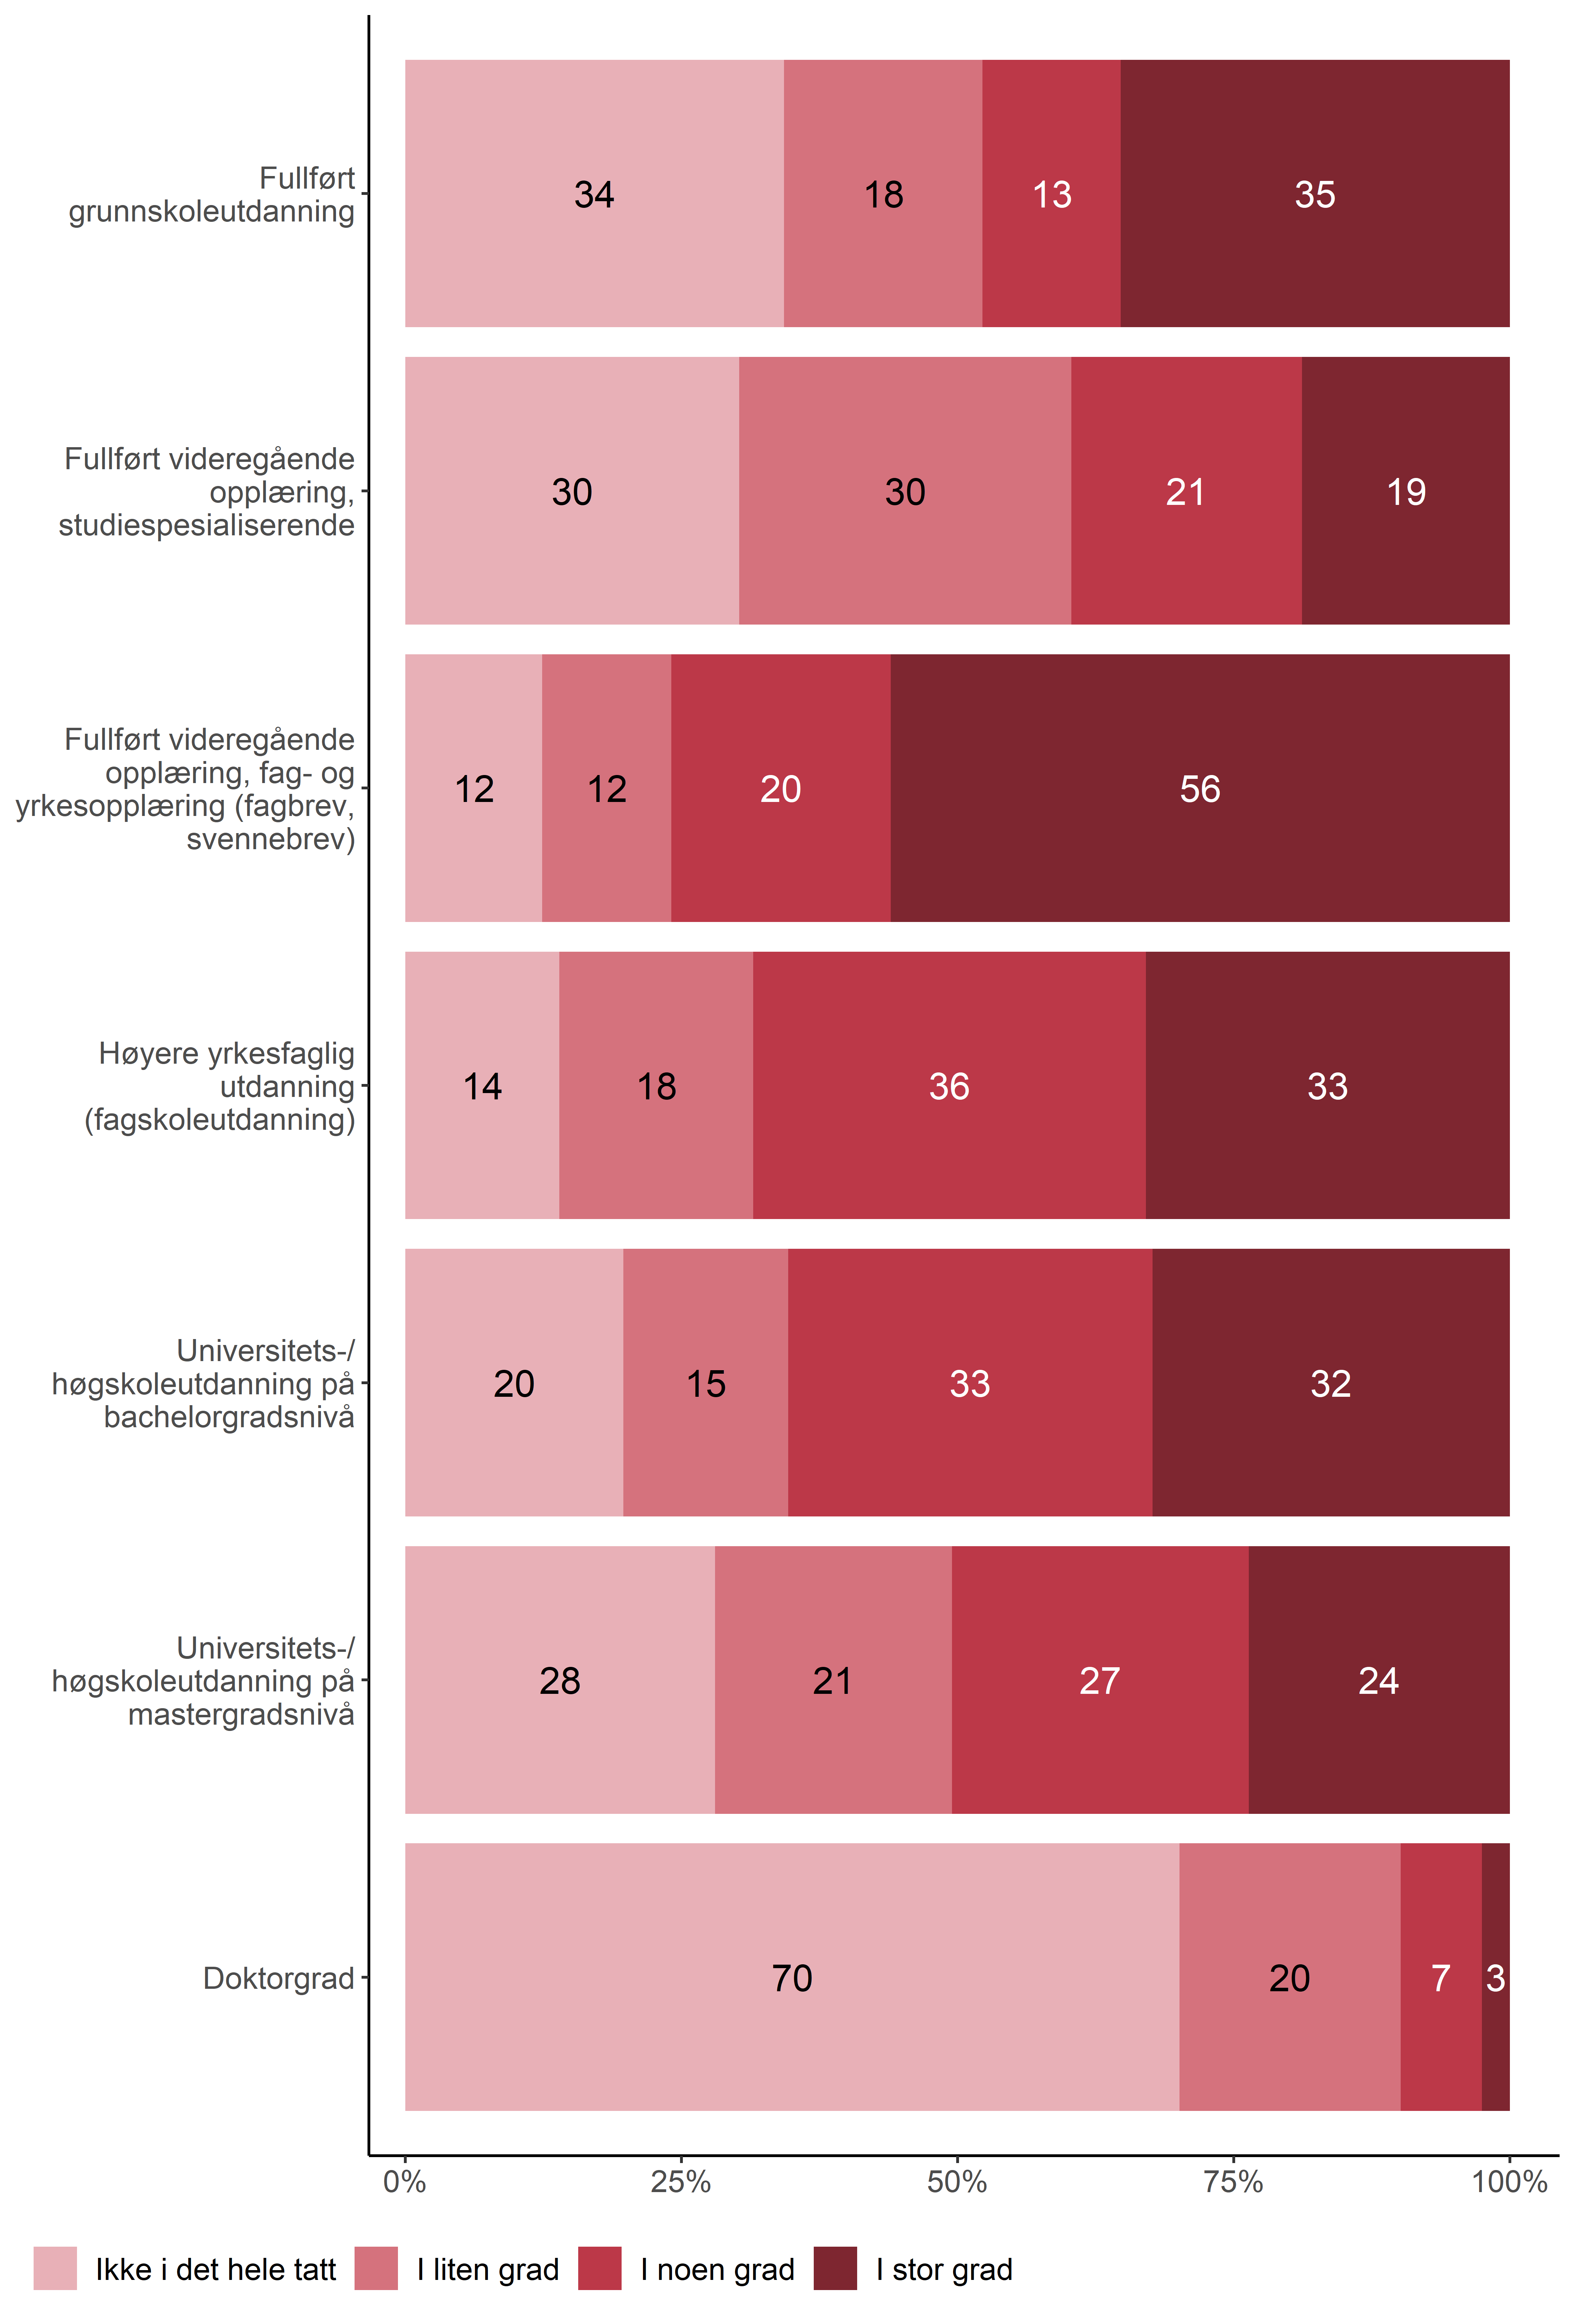 Fullført
grunnskoleutdanning
34 18 13 35
Fullført videregående
opplæring,
studiespesialiserende
30 30 21 19
Fullført videregående
opplæring, fag- og
yrkesopplæring (fagbrev,
svennebrev)
12 12 20 56
Høyere yrkesfaglig
utdanning
(fagskoleutdanning)
14 18 36 33
Universitets-/
høgskoleutdanning på
bachelorgradsnivå
20 15 33 32
Universitets-/
høgskoleutdanning på
mastergradsnivå
28 21 27 24
Doktorgrad
70 20 7 3
0% 25% 50% 75% 100%
Ikke i det hele tatt I liten grad I noen grad I stor grad